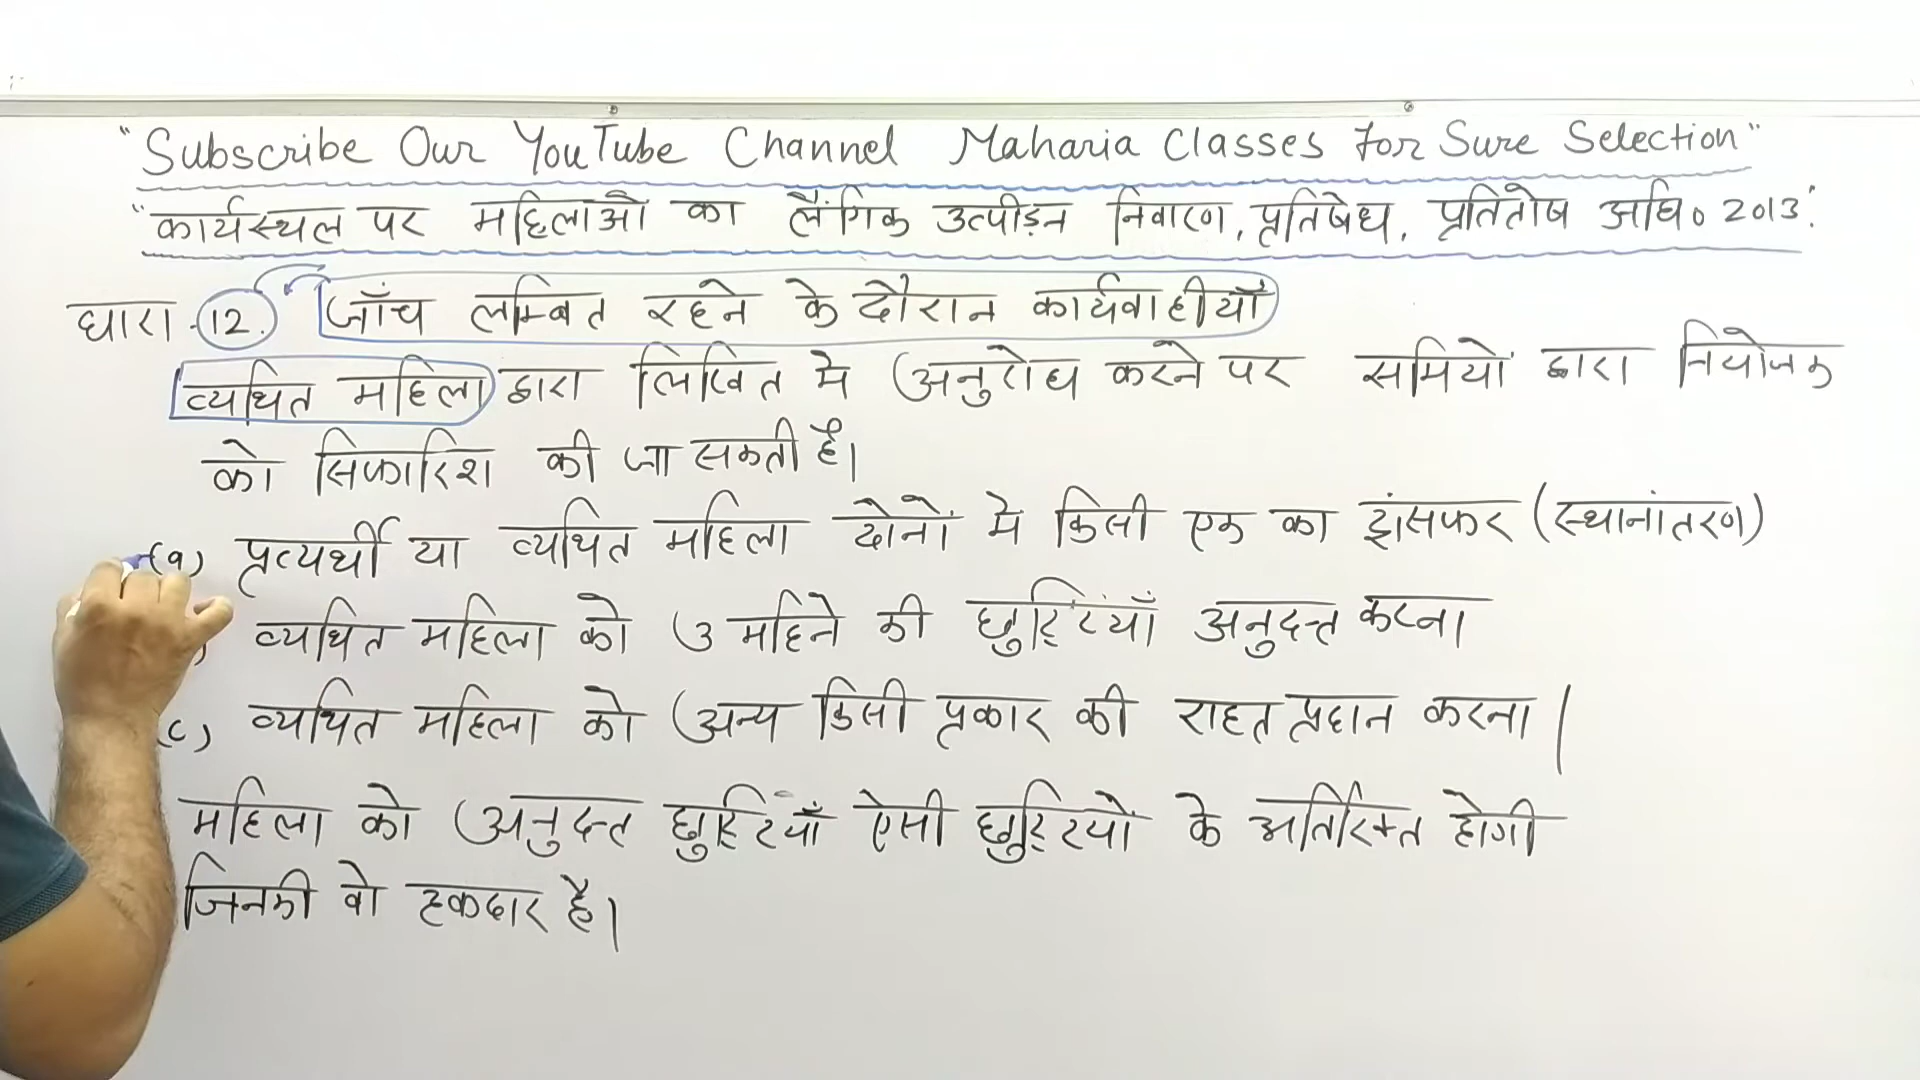 "Subscribe Our YouTube Channel Maharia Classes For Sure Selection"
"कार्यस्थल पर महिलाओ का लैंगिक उत्पीड़न निवारण, प्रतिषेध, प्रतितोष अधि० 2013"
धारा - 12. जाँच लम्बित रहने के दौरान कार्यवाहीयाँ
व्यथित महिला द्वारा लिखित मे अनुरोध करने पर समियों द्वारा नियोजक
को सिफारिश की जा सकती है।
(a) प्रत्यर्थी या व्यथित महिला दोनों मे किसी एक का ट्रांसफर (स्थानांतरण)
व्यथित महिला को 3 महिने की छुट्टियाँ अनुदत्त करना
(c) व्यथित महिला को अन्य किसी प्रकार की राहत प्रदान करना।
महिला को अनुदत्त छुट्टियाँ ऐसी छुट्टियों के अतिरिक्त होगी
जिनकी वो हकदार है।